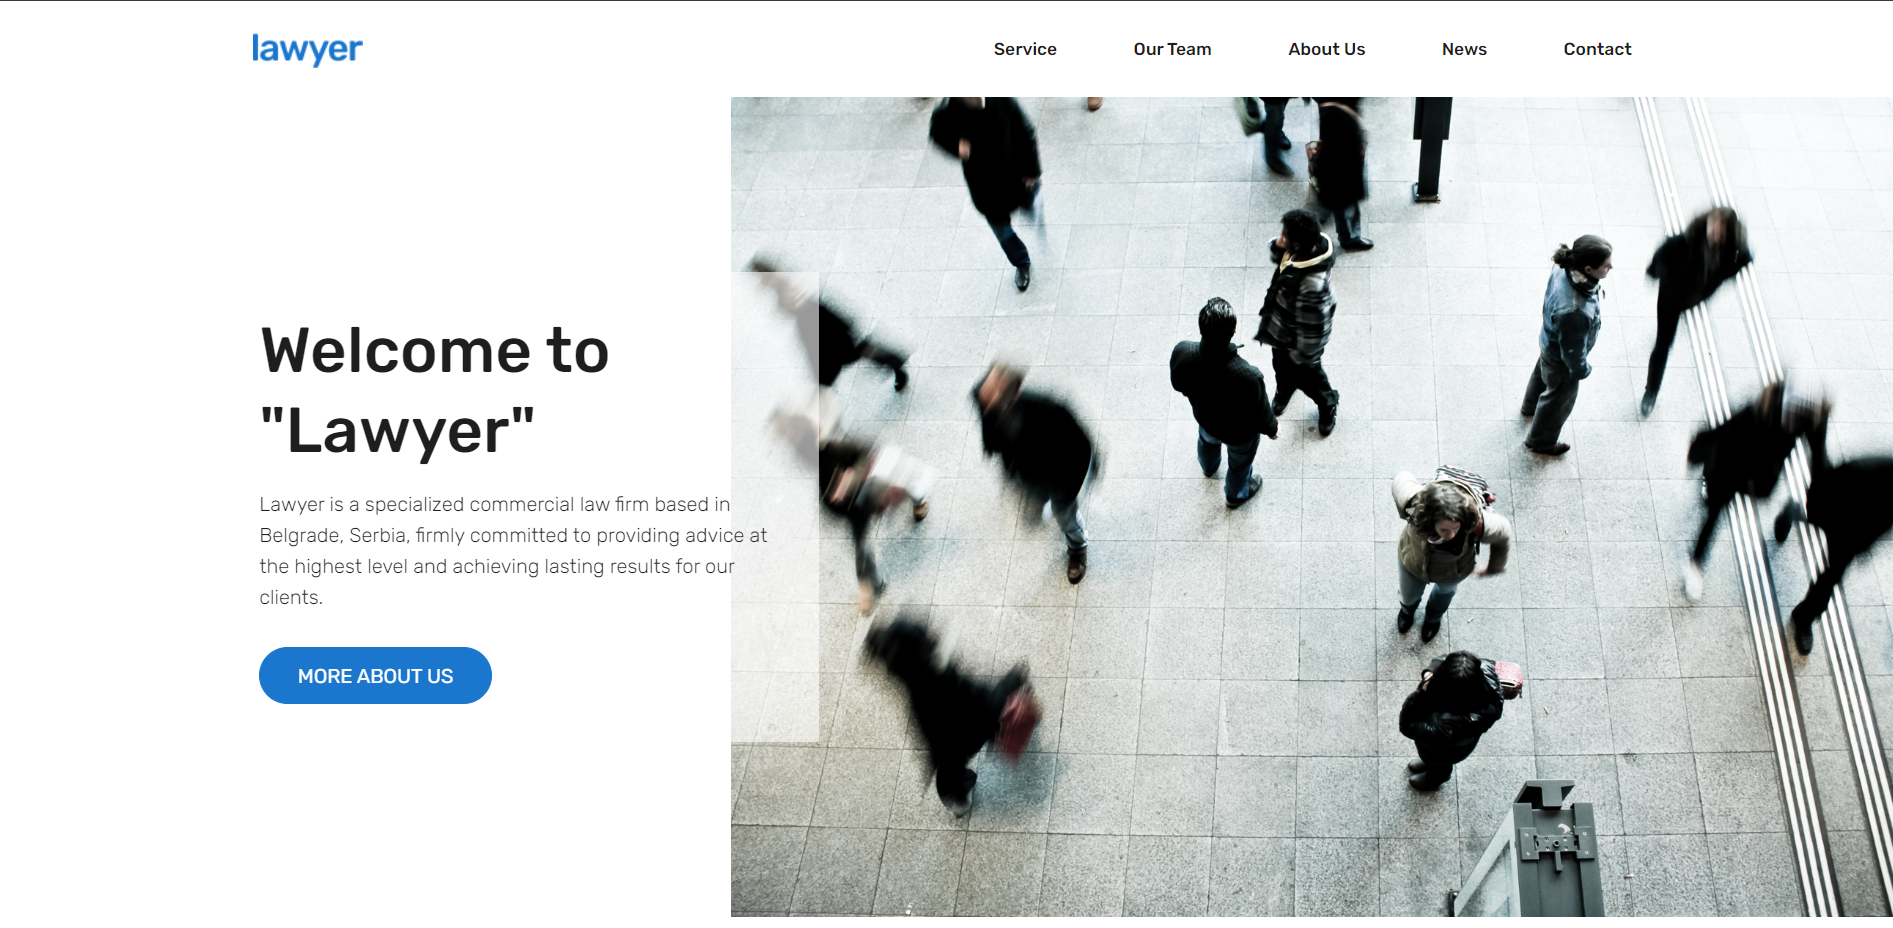 lawyer
Service
Our Team
About Us
News
Contact
Welcome to
"Lawyer"
Lawyer is a specialized commercial law firm based in
Belgrade, Serbia, firmly committed to providing advice at
the highest level and achieving lasting results for our
clients.
MORE ABOUT US